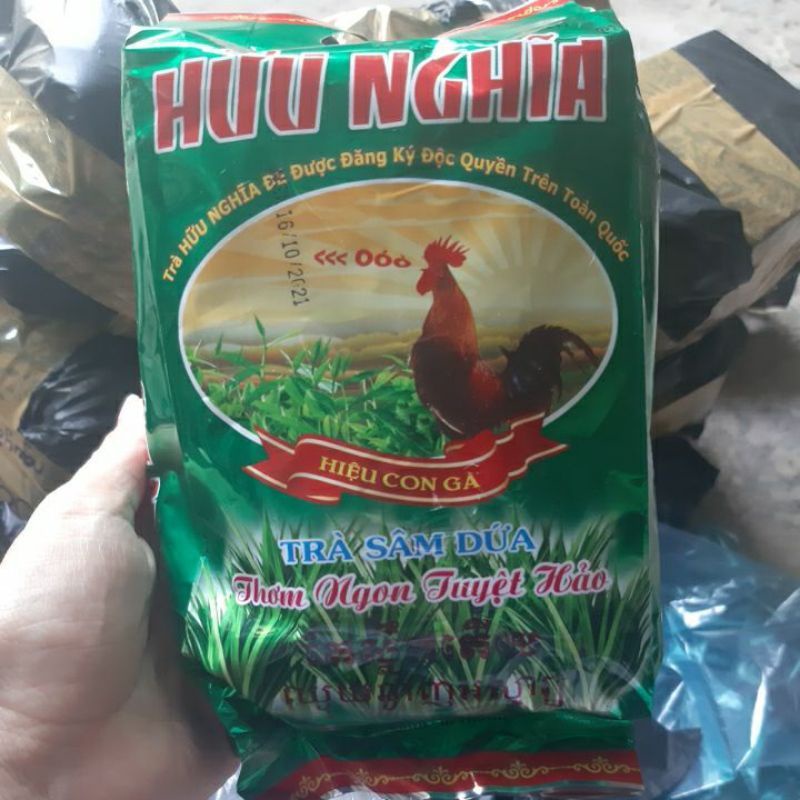 HỮU NGHĨA
Trà HỮU NGHĨA Đã Được Đăng Ký Độc Quyền Trên Toàn Quốc
16/10/2021
<<< Ò Ó O
HIỆU CON GÀ
TRÀ SÂM DỨA
Thơm Ngon Tuyệt Hảo